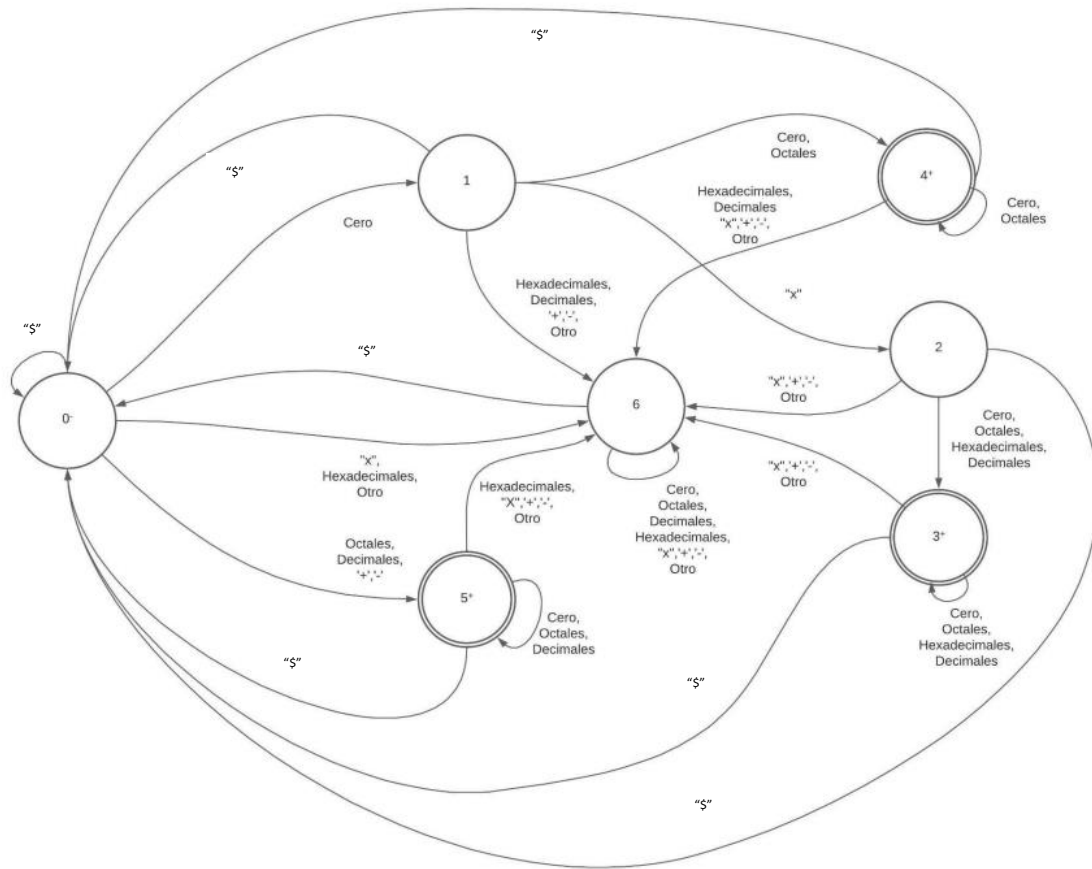 “$”
1
Cero,
Octales
4⁺
“$”
Hexadecimales,
Decimales
"x",'+','-',
Otro
Cero,
Octales
Cero
Hexadecimales,
Decimales,
'+','-',
Otro
"x"
“$”
“$”
2
"x",'+','-',
Otro
6
0⁻
Cero,
Octales,
Hexadecimales,
Decimales
"x",
Hexadecimales,
Otro
Hexadecimales,
"X",'+','-',
Otro
Cero,
Octales,
Decimales,
Hexadecimales,
"x",'+','-',
Otro
"x",'+','-',
Otro
3⁺
Octales,
Decimales,
'+','-'
5⁺
Cero,
Octales,
Decimales
Cero,
Octales,
Hexadecimales,
Decimales
“$”
“$”
“$”